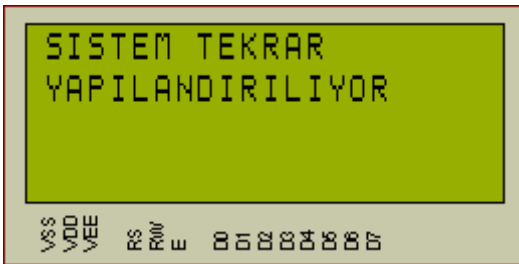 SISTEM TEKRAR
YAPILANDIRILIYOR
VSS VDD VEE RS RW E D0 D1 D2 D3 D4 D5 D6 D7